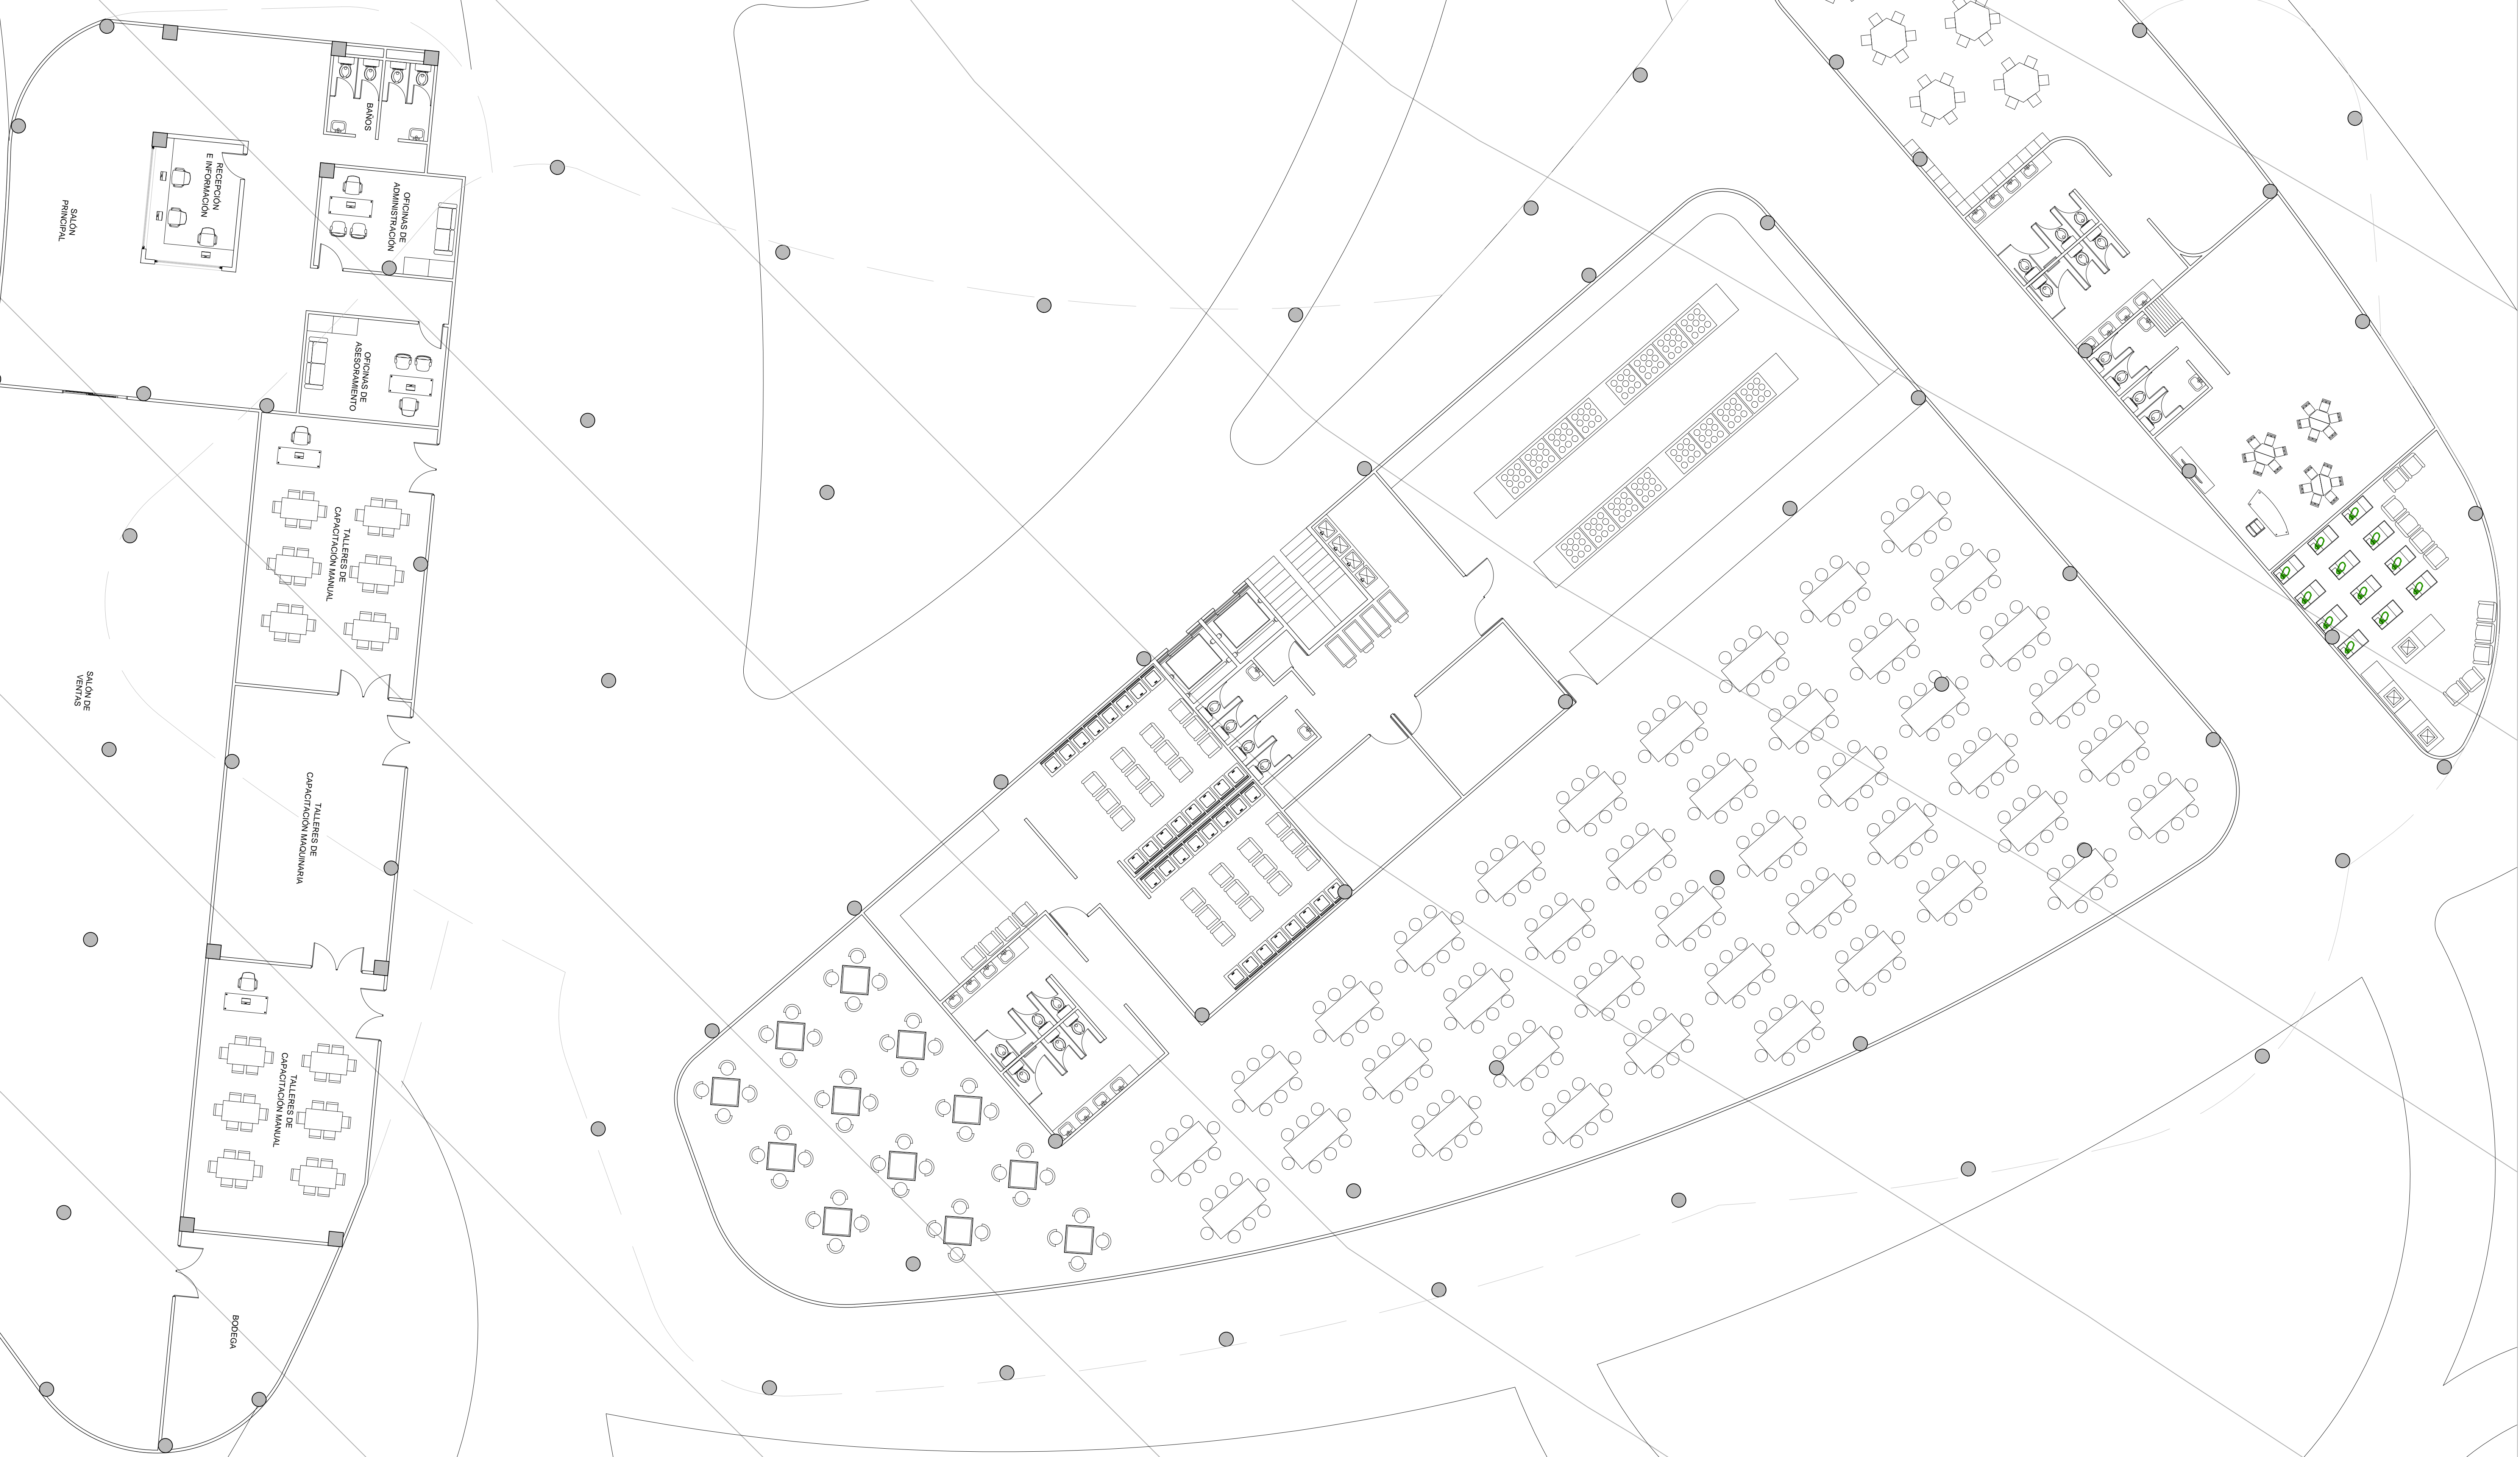 BAÑOS
RECEPCIÓN
E INFORMACIÓN
OFICINAS DE
ADMINISTRACIÓN
SALÓN
PRINCIPAL
OFICINAS DE
ASESORAMIENTO
TALLERES DE
CAPACITACIÓN MANUAL
SALÓN DE
VENTAS
TALLERES DE
CAPACITACIÓN MAQUINARIA
TALLERES DE
CAPACITACIÓN MANUAL
BODEGA